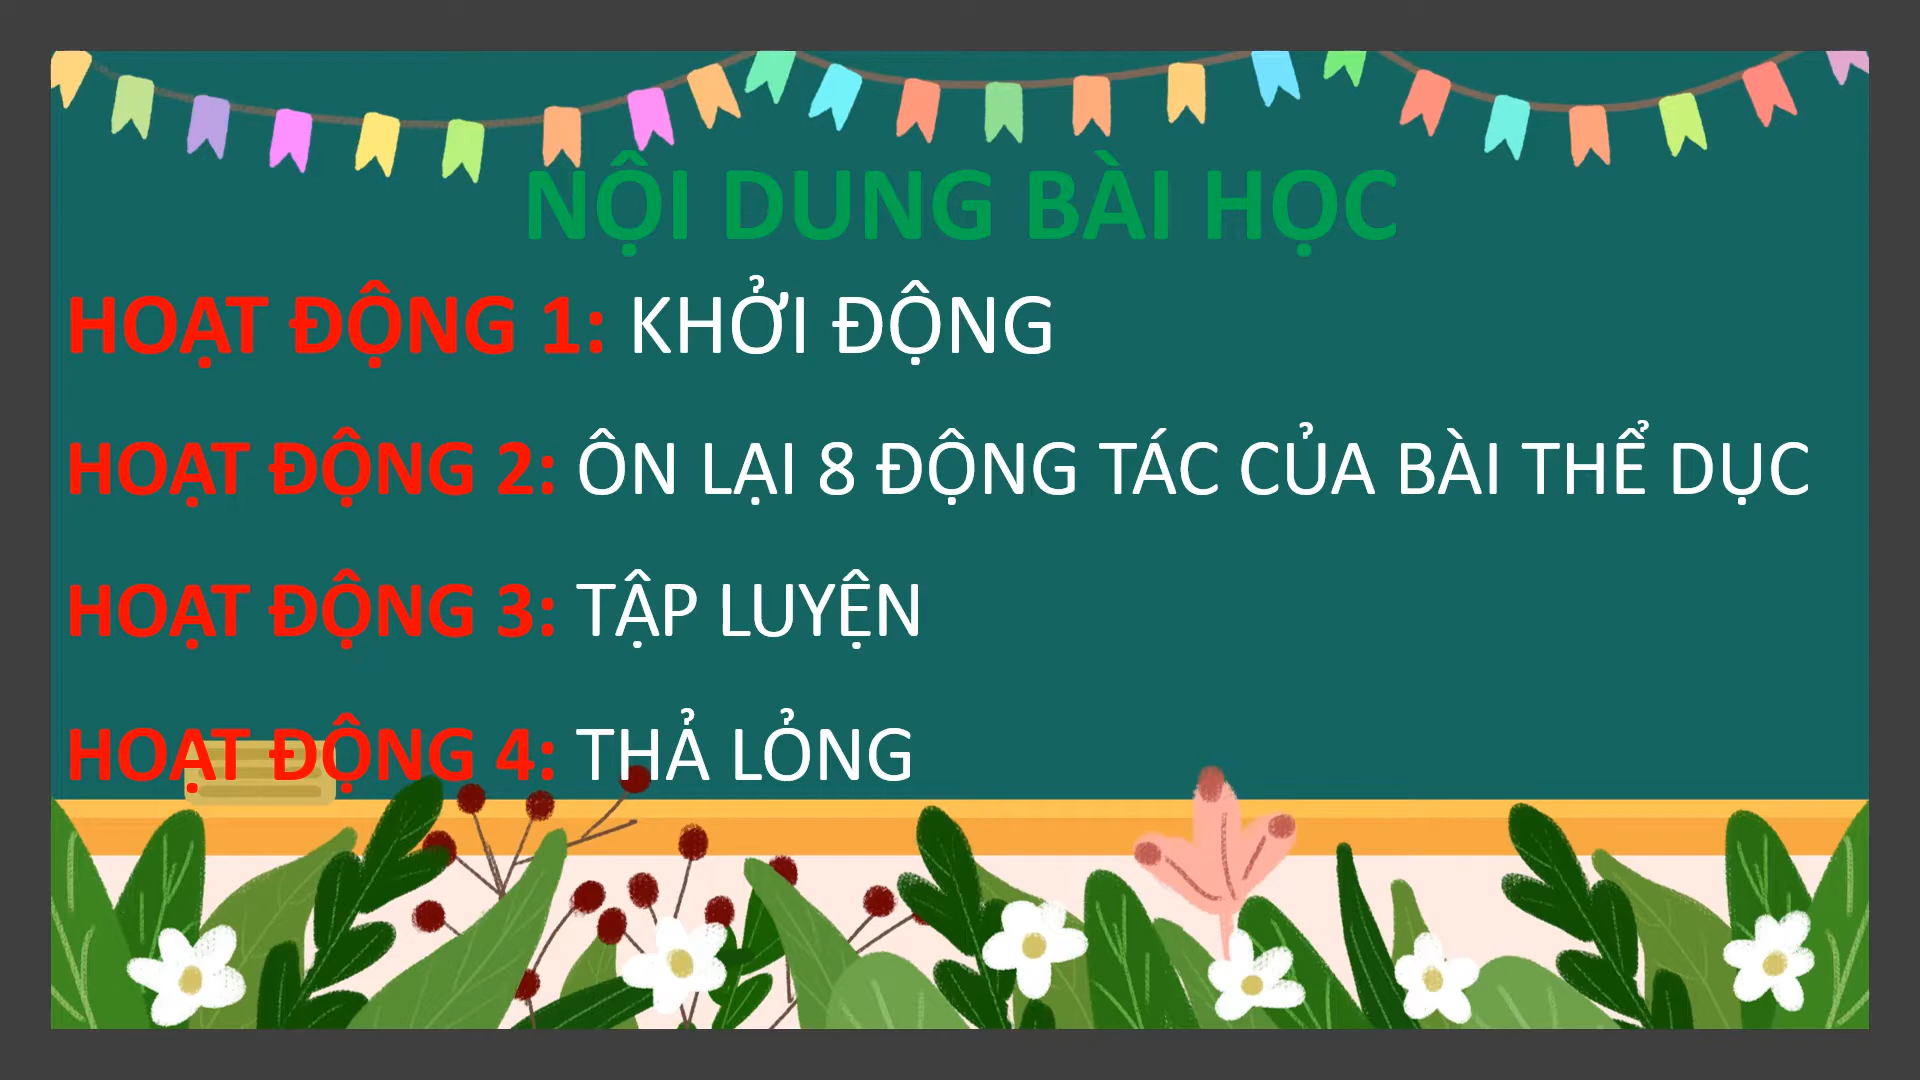 NỘI DUNG BÀI HỌC
HOẠT ĐỘNG 1: KHỞI ĐỘNG
HOẠT ĐỘNG 2: ÔN LẠI 8 ĐỘNG TÁC CỦA BÀI THỂ DỤC
HOẠT ĐỘNG 3: TẬP LUYỆN
HOẠT ĐỘNG 4: THẢ LỎNG